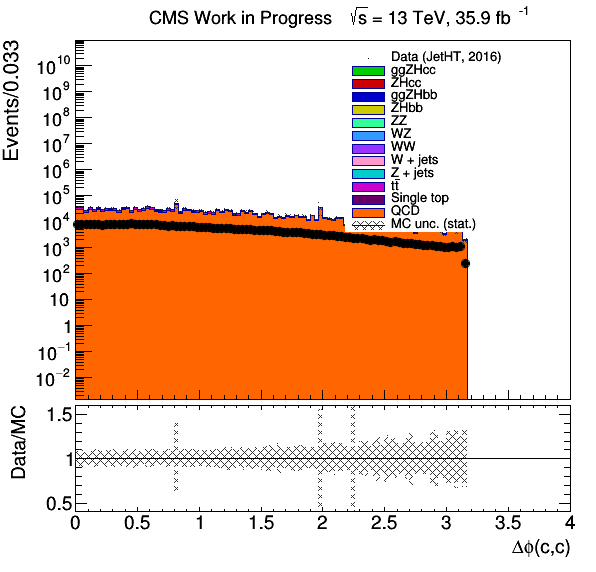 CMS Work in Progress √s = 13 TeV, 35.9 fb⁻¹
Events/0.033
10¹⁰
10⁹
10⁸
10⁷
10⁶
10⁵
10⁴
10³
10²
10
1
10⁻¹
10⁻²
Data (JetHT, 2016)
ggZHcc
ZHcc
ggZHbb
ZHbb
ZZ
WZ
WW
W + jets
Z + jets
tt̄
Single top
QCD
MC unc. (stat.)
Data/MC
1.5
1
0.5
0 0.5 1 1.5 2 2.5 3 3.5 4
Δϕ(c,c)